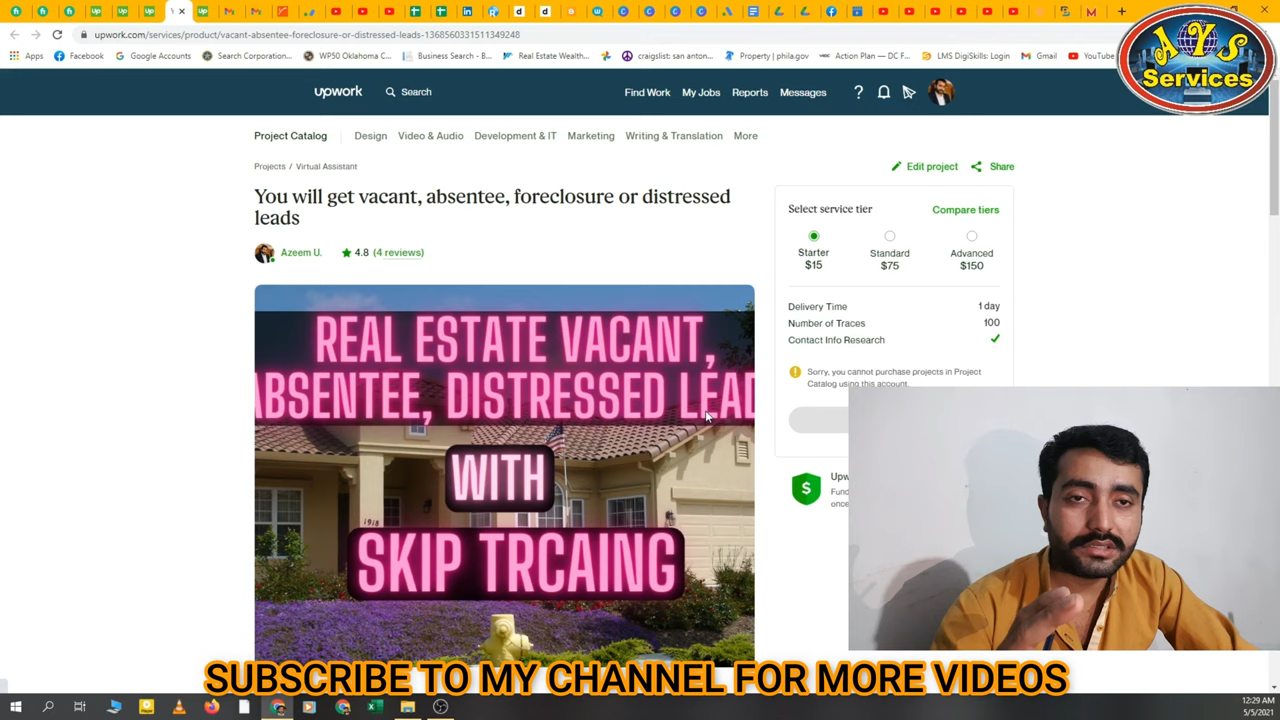 upwork.com/services/product/vacant-absentee-foreclosure-or-distressed-leads-1368560331511349248
Apps
Facebook
Google Accounts
Search Corporation...
WP50 Oklahoma C...
Business Search - B...
Real Estate Wealth...
craigslist: san anton...
Property | phila.gov
Action Plan — DC F...
LMS DigiSkills: Login
Gmail
YouTube
AYS
Services
upwork
Search
Find Work
My Jobs
Reports
Messages
?
Project Catalog
Design
Video & Audio
Development & IT
Marketing
Writing & Translation
More
Projects / Virtual Assistant
Edit project
Share
You will get vacant, absentee, foreclosure or distressed
leads
Azeem U.
4.8 (4 reviews)
Select service tier
Compare tiers
Starter
$15
Standard
$75
Advanced
$150
Delivery Time 1 day
Number of Traces 100
Contact Info Research
Sorry, you cannot purchase projects in Project
Catalog using this account.
REAL ESTATE VACANT,
ABSENTEE, DISTRESSED LEAD
WITH
SKIP TRCAING
1918
$
Upw
Fund
once
SUBSCRIBE TO MY CHANNEL FOR MORE VIDEOS
12:29 AM
5/5/2021